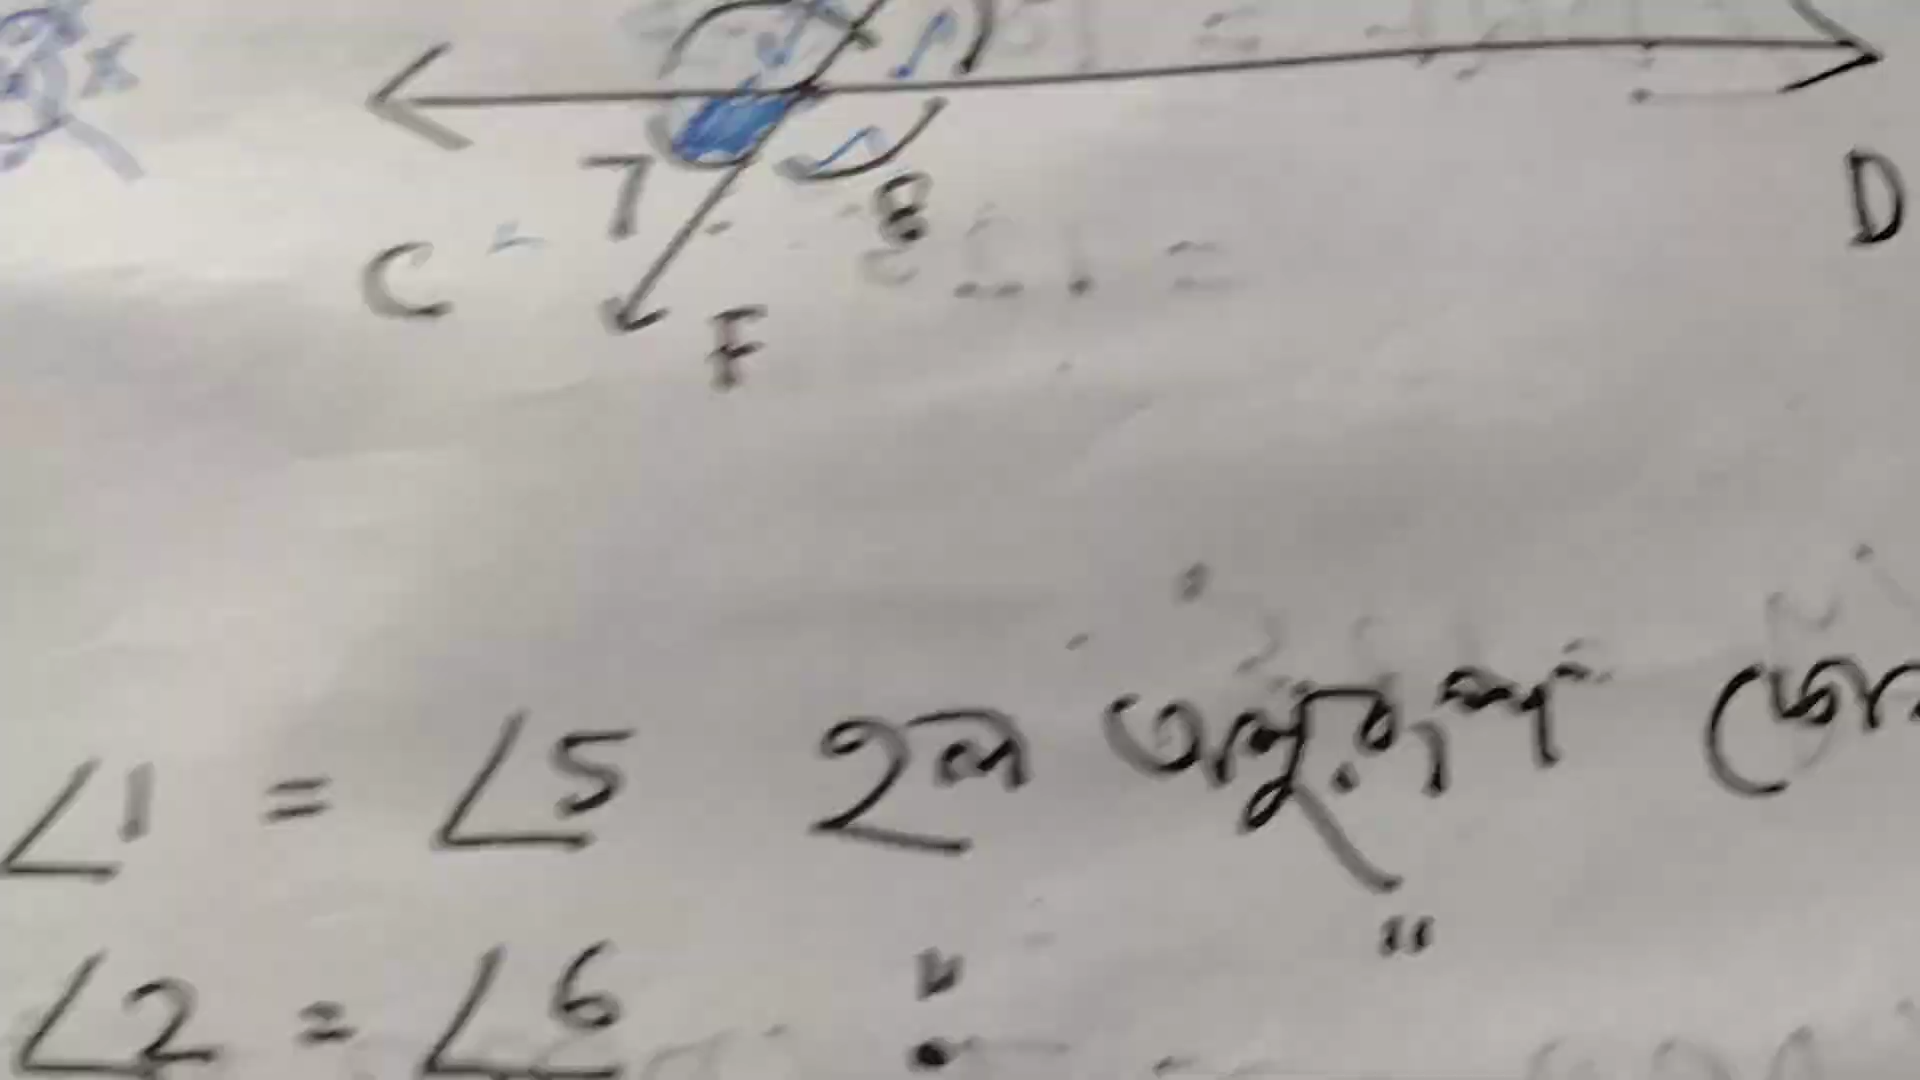 7 8 D
C F
∠1 = ∠5 হল অনুরূপ
∠2 = ∠6 " "